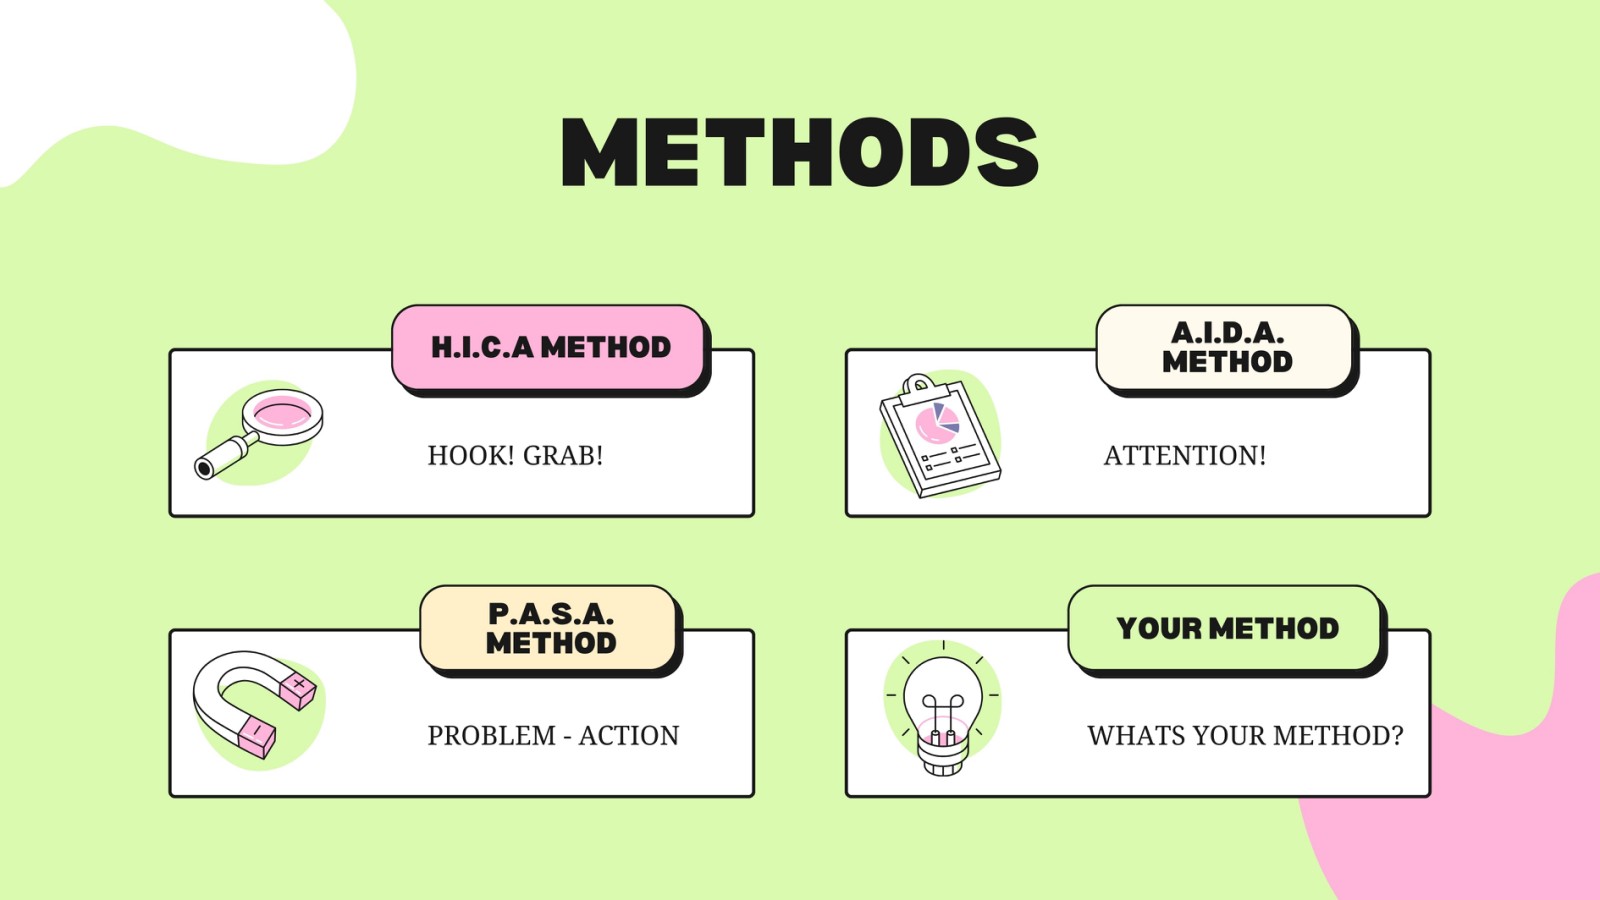 METHODS
H.I.C.A METHOD
HOOK! GRAB!
A.I.D.A.
METHOD
ATTENTION!
P.A.S.A.
METHOD
PROBLEM - ACTION
YOUR METHOD
WHATS YOUR METHOD?